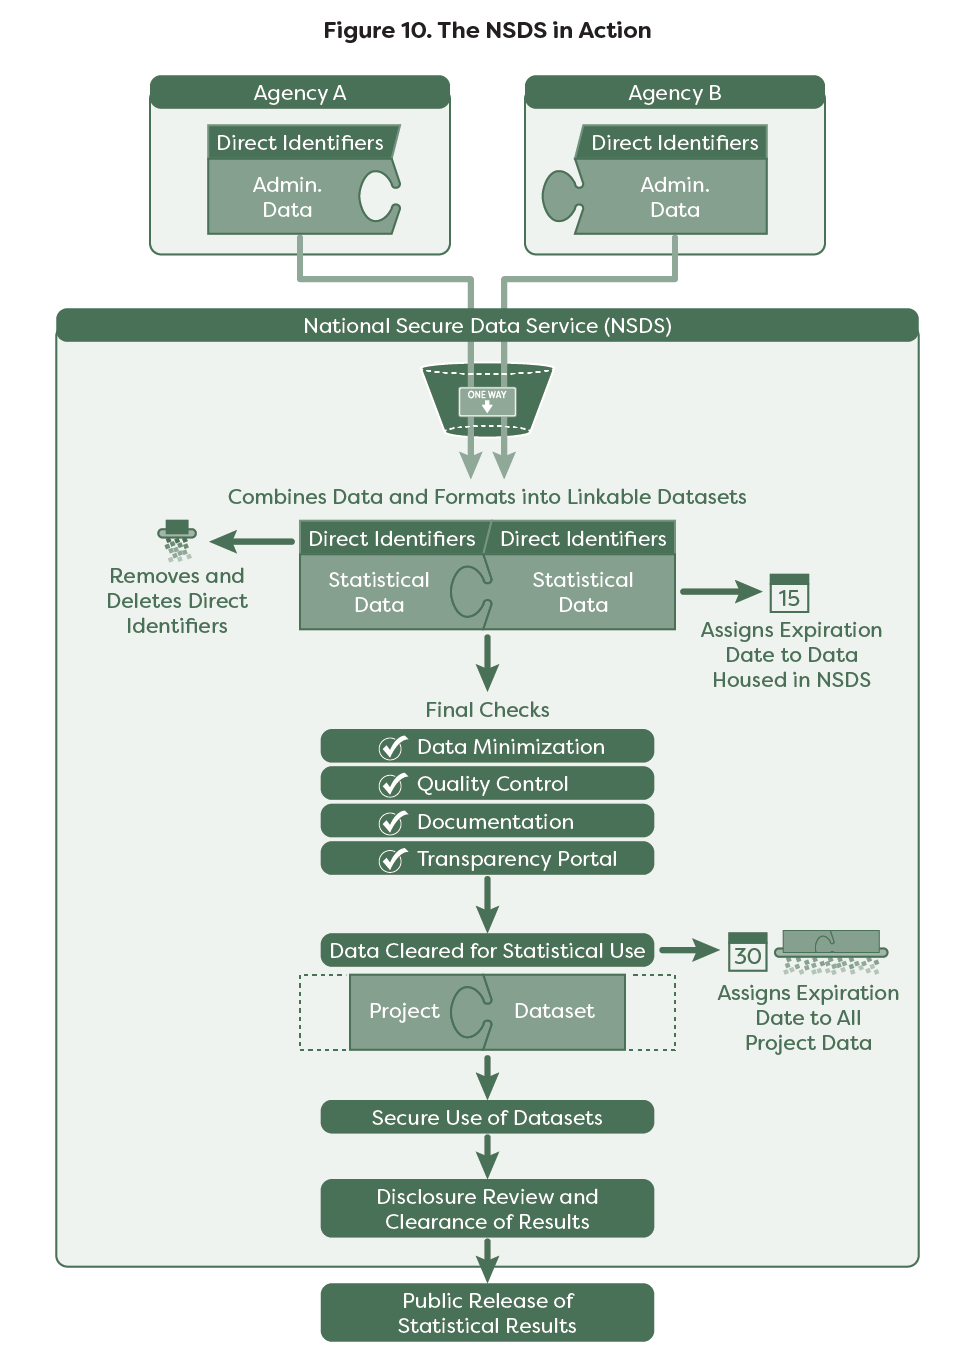 Figure 10. The NSDS in Action
Agency A
Direct Identifiers
Admin.
Data
Agency B
Direct Identifiers
Admin.
Data
National Secure Data Service (NSDS)
ONE WAY
Combines Data and Formats into Linkable Datasets
Direct Identifiers
Direct Identifiers
Statistical
Data
Statistical
Data
Removes and
Deletes Direct
Identifiers
15
Assigns Expiration
Date to Data
Housed in NSDS
Final Checks
Data Minimization
Quality Control
Documentation
Transparency Portal
Data Cleared for Statistical Use
30
Assigns Expiration
Date to All
Project Data
Project
Dataset
Secure Use of Datasets
Disclosure Review and
Clearance of Results
Public Release of
Statistical Results